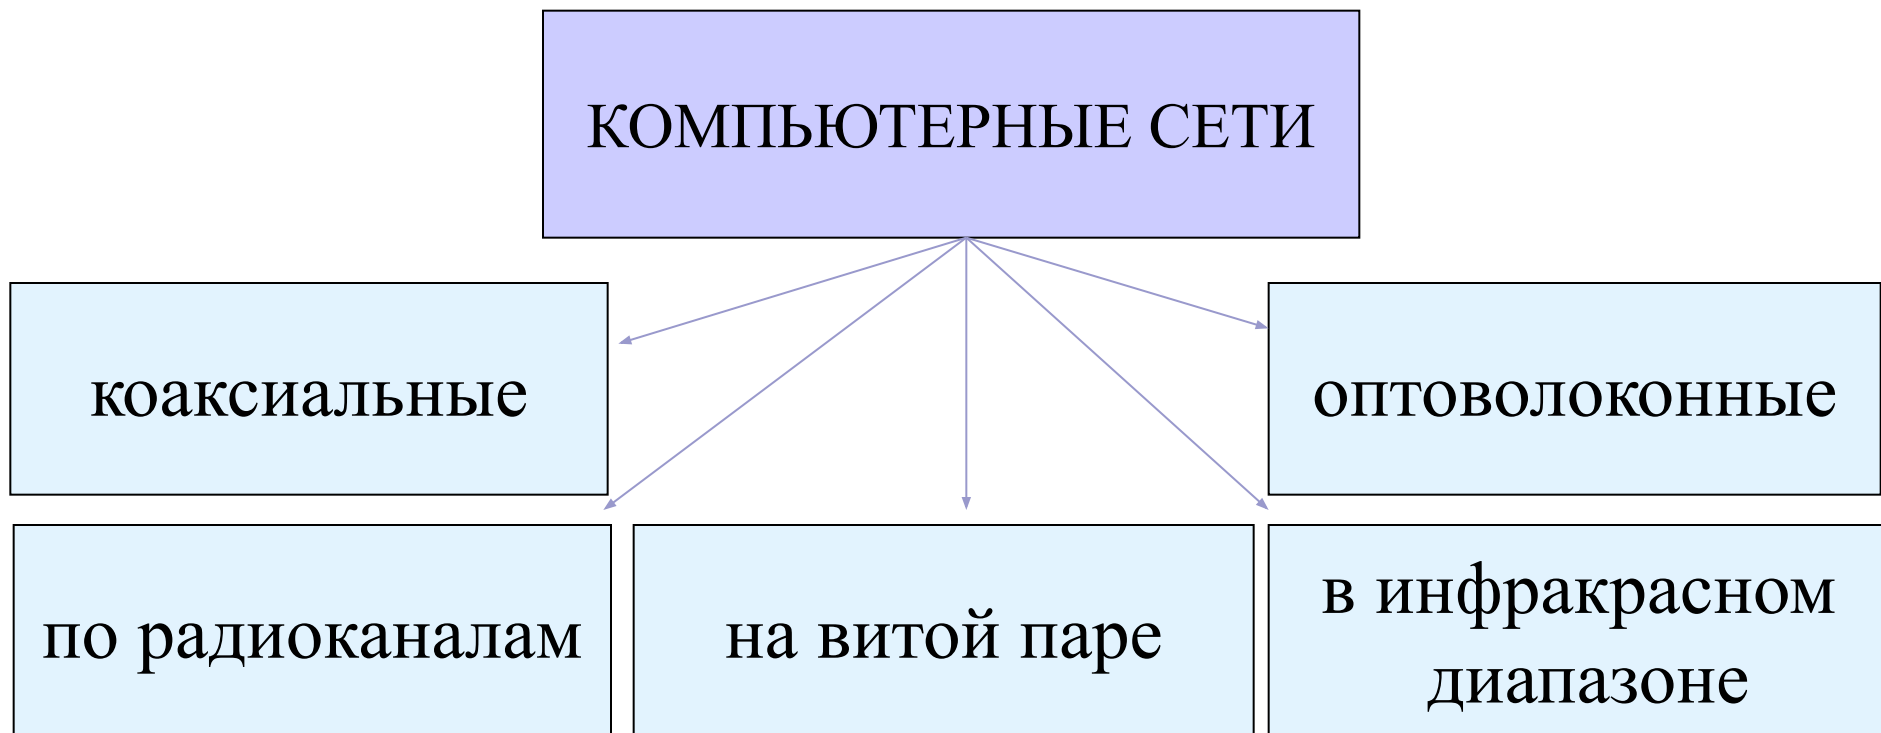 КОМПЬЮТЕРНЫЕ СЕТИ
коаксиальные
оптоволоконные
по радиоканалам
на витой паре
в инфракрасном
диапазоне